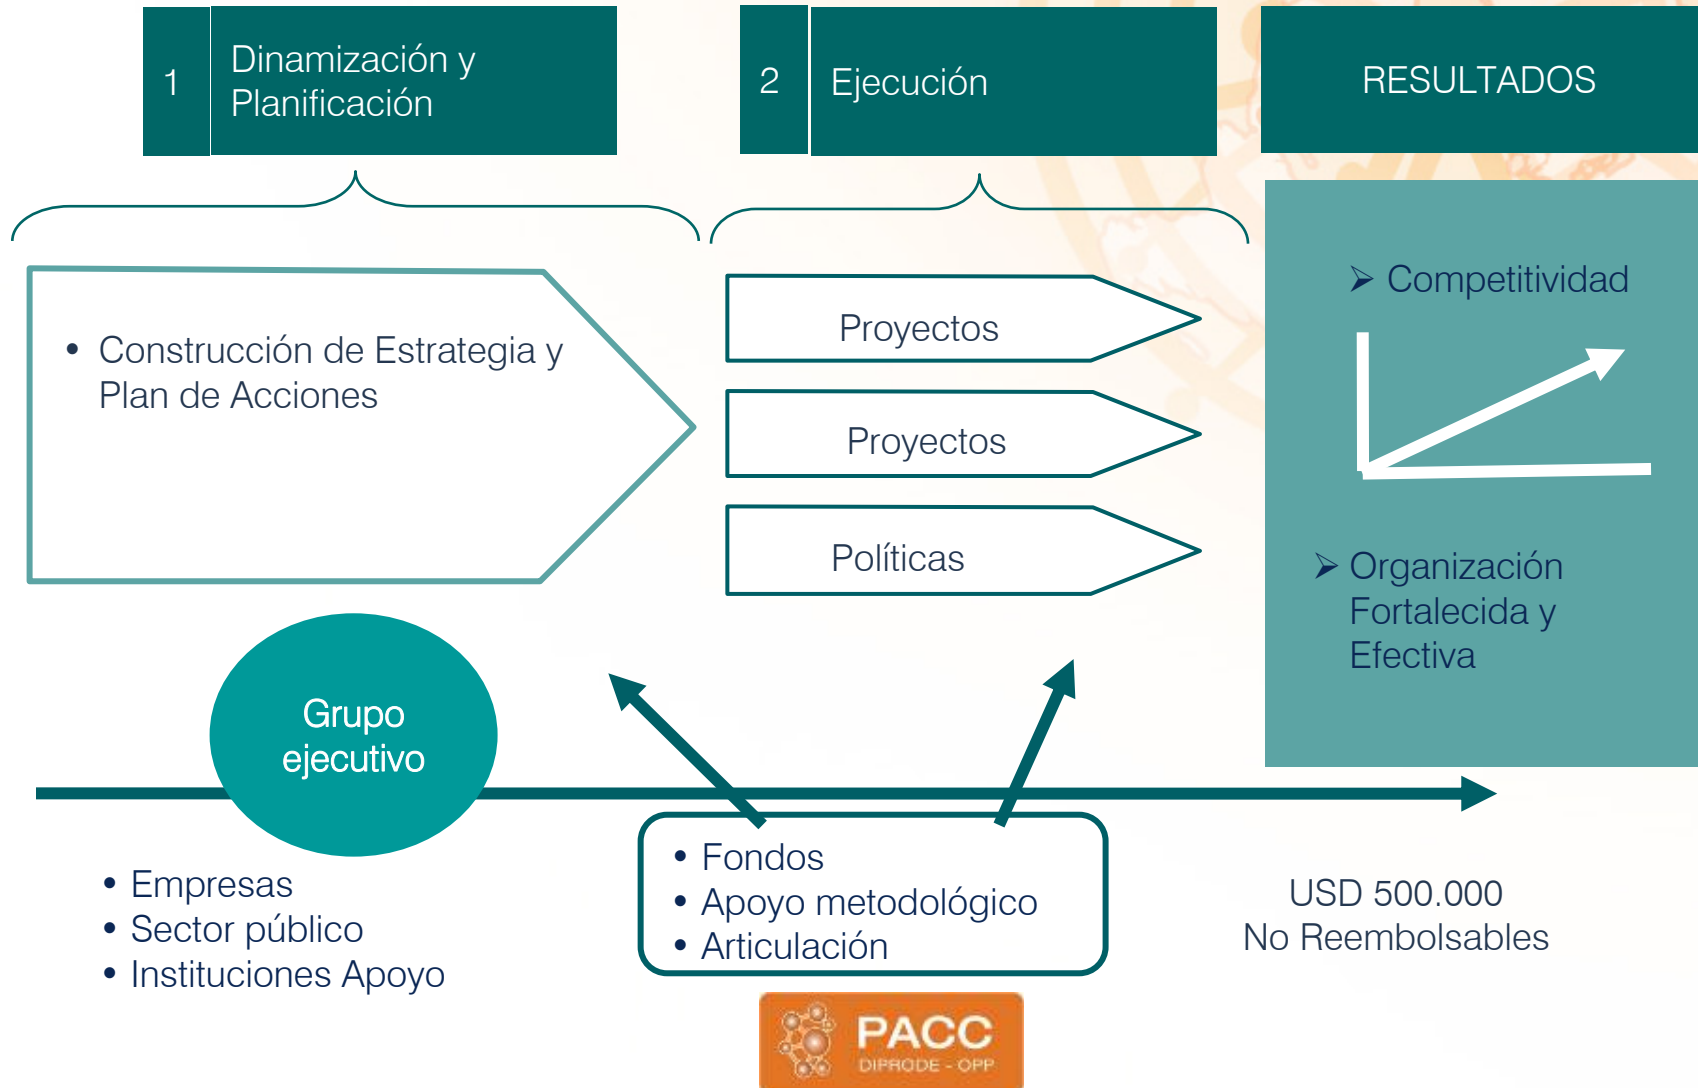 1
Dinamización y
Planificación
2
Ejecución
RESULTADOS
• Construcción de Estrategia y
Plan de Acciones
Proyectos
Proyectos
Políticas
➢ Competitividad
➢ Organización
Fortalecida y
Efectiva
Grupo
ejecutivo
• Empresas
• Sector público
• Instituciones Apoyo
• Fondos
• Apoyo metodológico
• Articulación
USD 500.000
No Reembolsables
PACC
DIPRODE - OPP